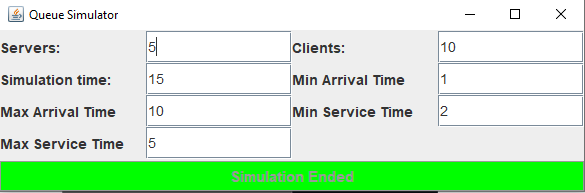 Queue Simulator
Servers: 5 Clients: 10
Simulation time: 15 Min Arrival Time 1
Max Arrival Time 10 Min Service Time 2
Max Service Time 5
Simulation Ended